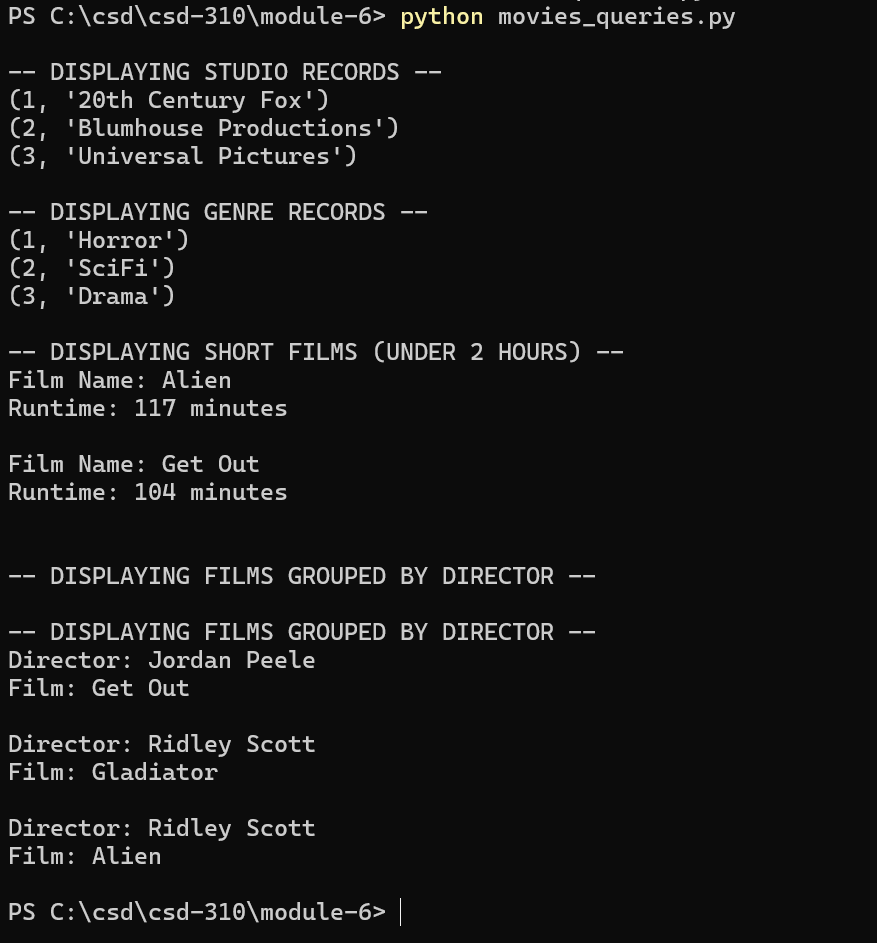 PS C:\csd\csd-310\module-6> python movies_queries.py
-- DISPLAYING STUDIO RECORDS --
(1, '20th Century Fox')
(2, 'Blumhouse Productions')
(3, 'Universal Pictures')
-- DISPLAYING GENRE RECORDS --
(1, 'Horror')
(2, 'SciFi')
(3, 'Drama')
-- DISPLAYING SHORT FILMS (UNDER 2 HOURS) --
Film Name: Alien
Runtime: 117 minutes
Film Name: Get Out
Runtime: 104 minutes
-- DISPLAYING FILMS GROUPED BY DIRECTOR --
-- DISPLAYING FILMS GROUPED BY DIRECTOR --
Director: Jordan Peele
Film: Get Out
Director: Ridley Scott
Film: Gladiator
Director: Ridley Scott
Film: Alien
PS C:\csd\csd-310\module-6>